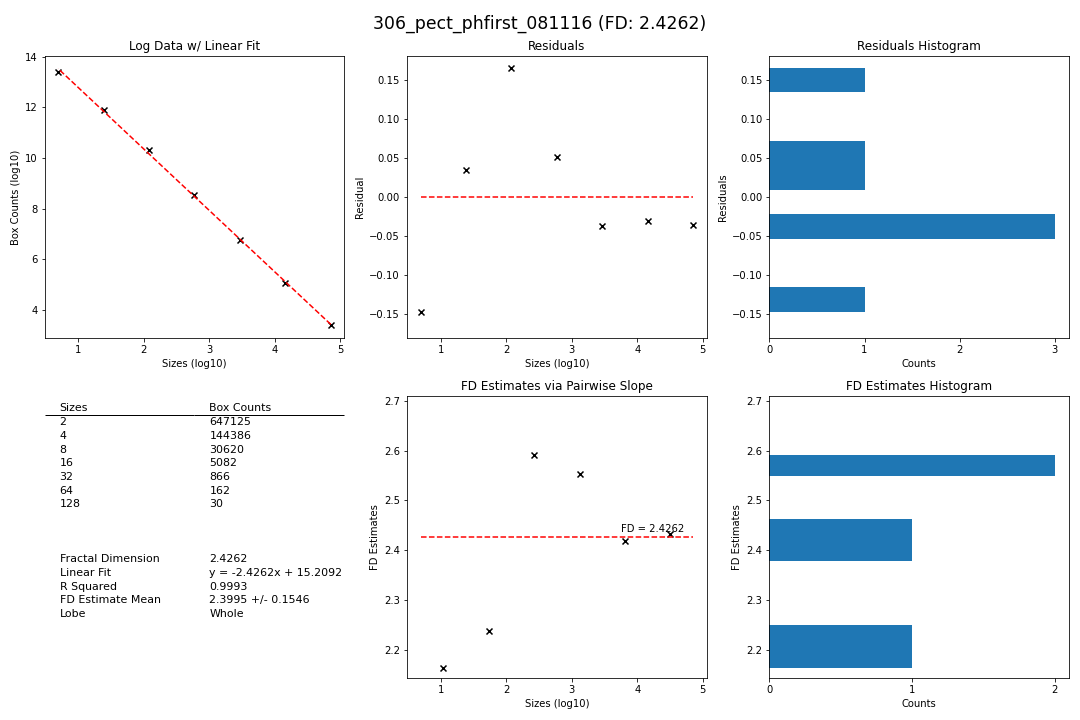 306_pect_phfirst_081116 (FD: 2.4262)
Log Data w/ Linear Fit
14
12
10
8
6
4
Box Counts (log10)
1 2 3 4 5
Sizes (log10)
Residuals
0.15
0.10
0.05
0.00
−0.05
−0.10
−0.15
Residual
1 2 3 4 5
Sizes (log10)
Residuals Histogram
0.15
0.10
0.05
0.00
−0.05
−0.10
−0.15
Residuals
0 1 2 3
Counts
Sizes Box Counts
2 647125
4 144386
8 30620
16 5082
32 866
64 162
128 30
Fractal Dimension 2.4262
Linear Fit y = -2.4262x + 15.2092
R Squared 0.9993
FD Estimate Mean 2.3995 +/- 0.1546
Lobe Whole
FD Estimates via Pairwise Slope
2.7
2.6
2.5
2.4
2.3
2.2
FD Estimates
FD = 2.4262
1 2 3 4 5
Sizes (log10)
FD Estimates Histogram
2.7
2.6
2.5
2.4
2.3
2.2
FD Estimates
0 1 2
Counts